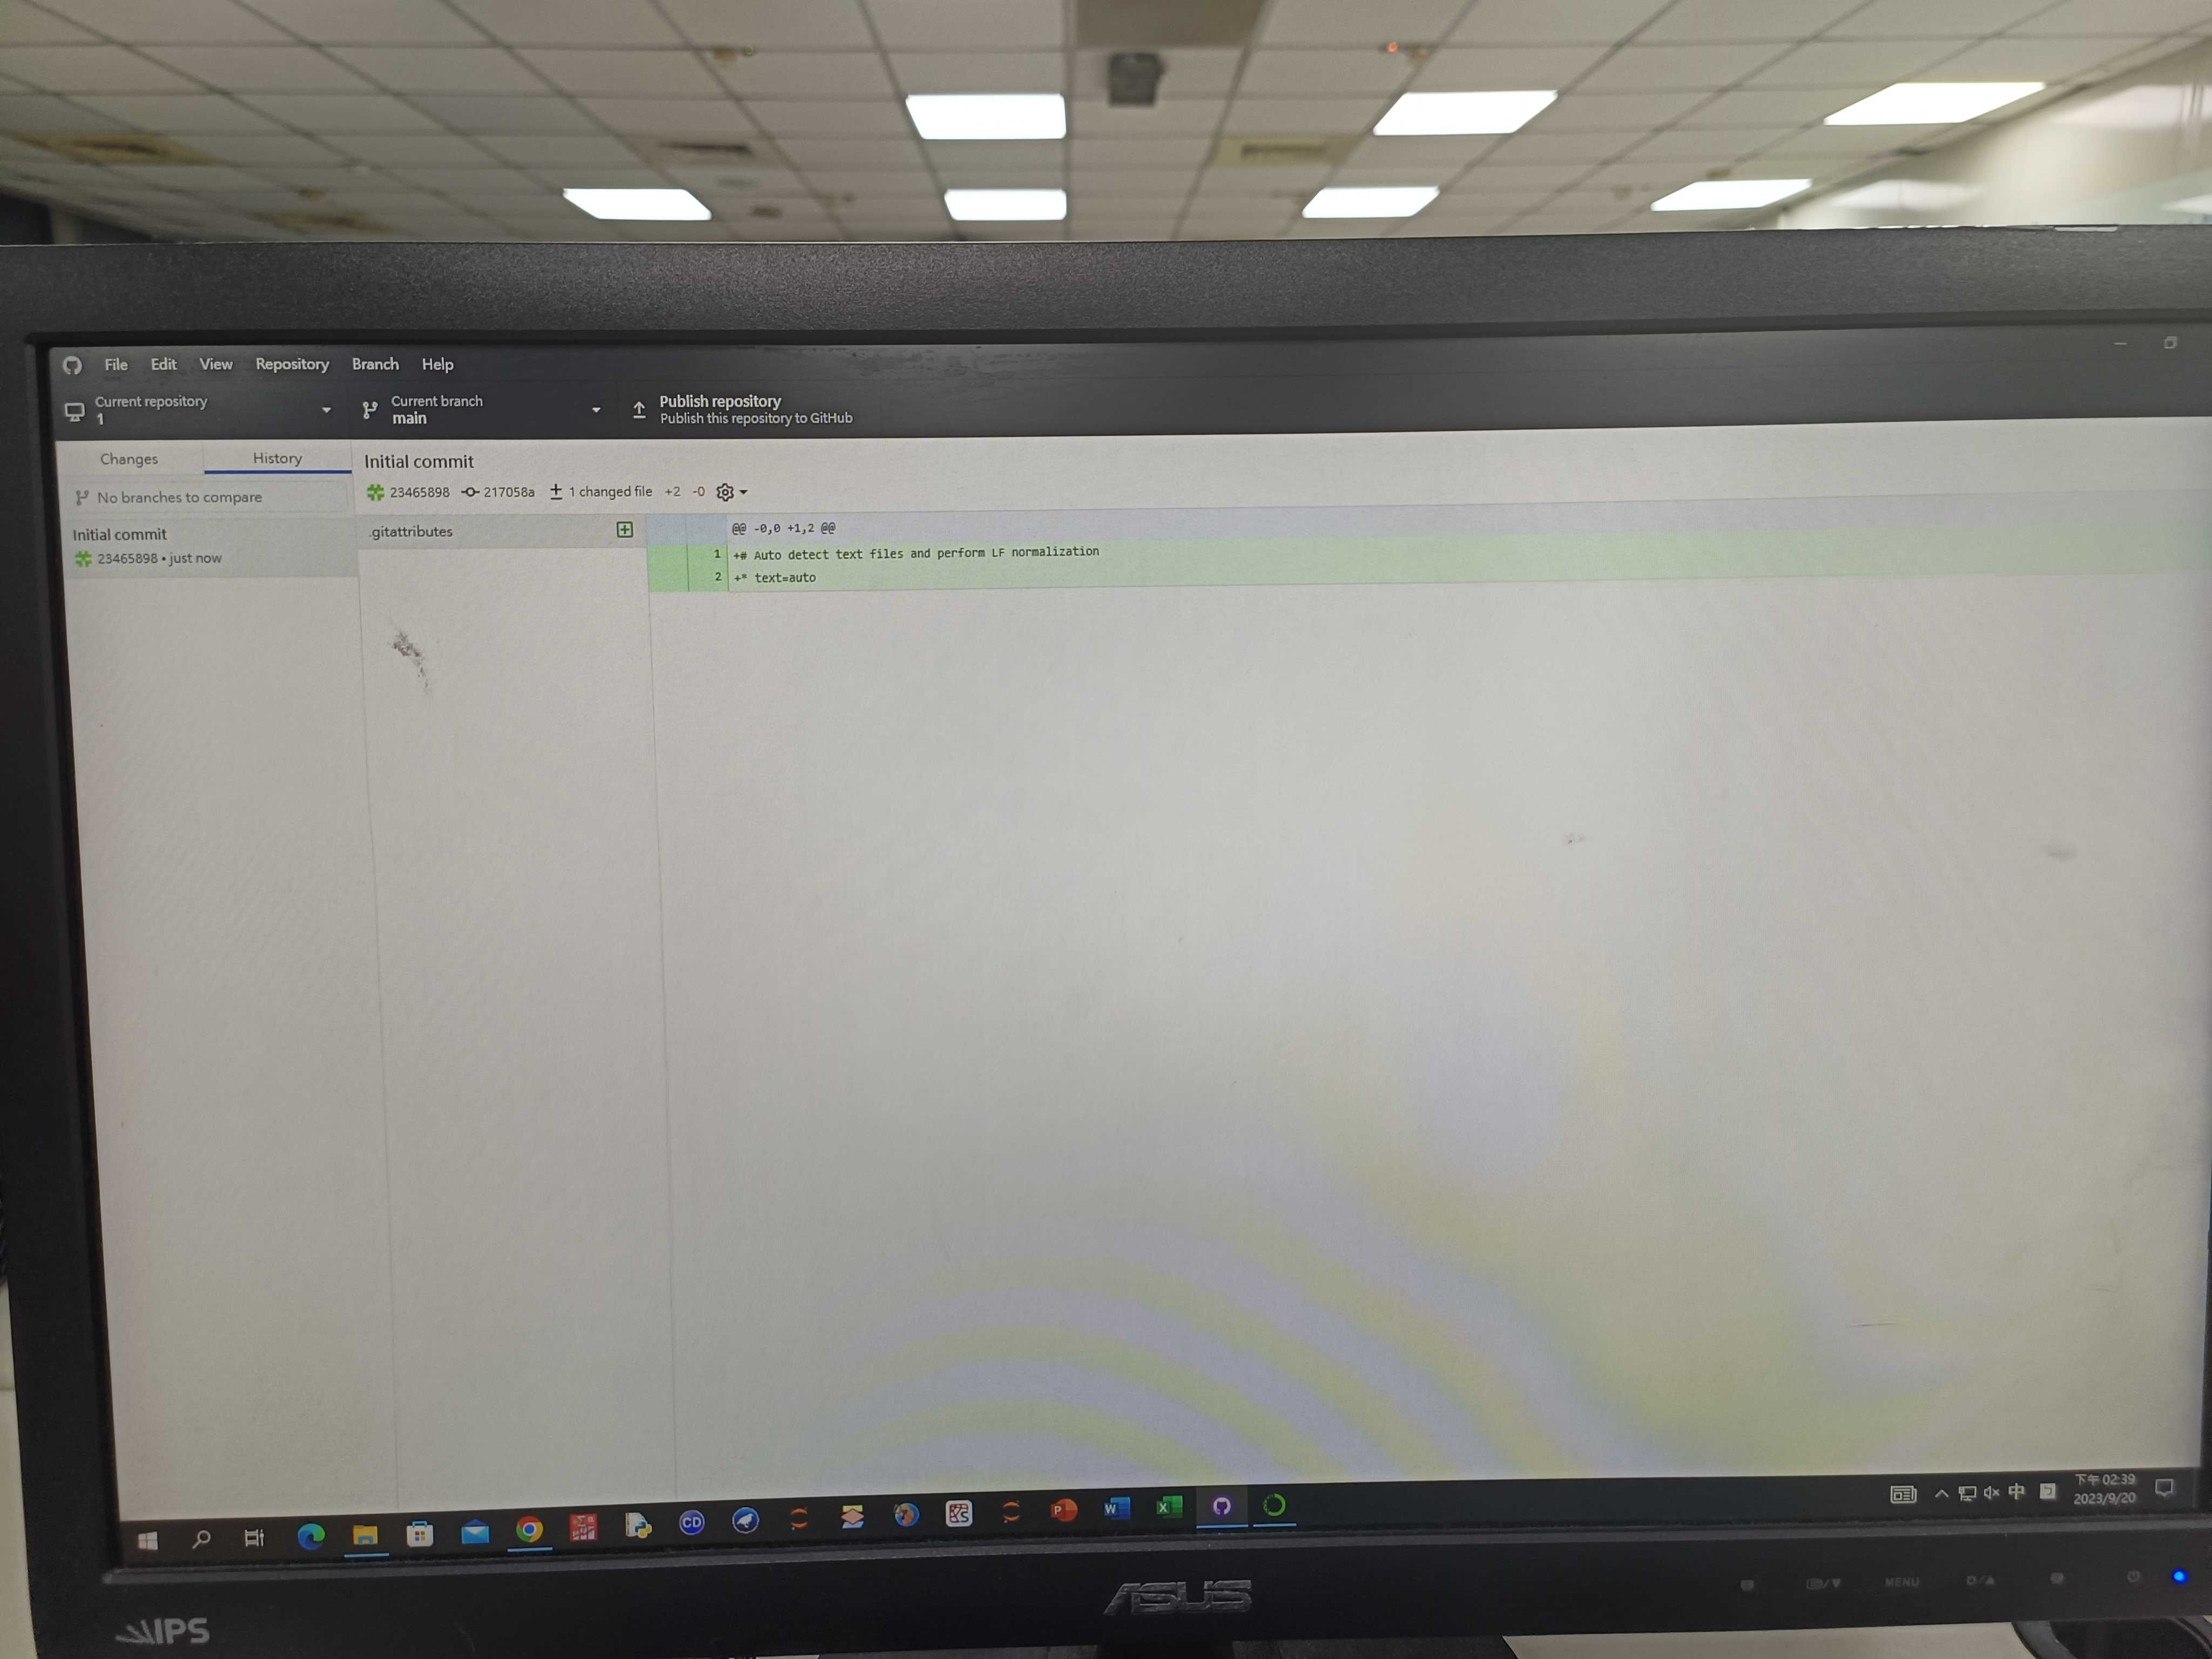 File Edit View Repository Branch Help
Current repository
1
Current branch
main
Publish repository
Publish this repository to GitHub
Changes History
No branches to compare
Initial commit
23465898 • just now
Initial commit
23465898 217058a 1 changed file +2 -0
.gitattributes
@@ -0,0 +1,2 @@
1 +# Auto detect text files and perform LF normalization
2 +* text=auto
CD
P W X
中
下午 02:39
2023/9/20
MENU
ASUS
IPS